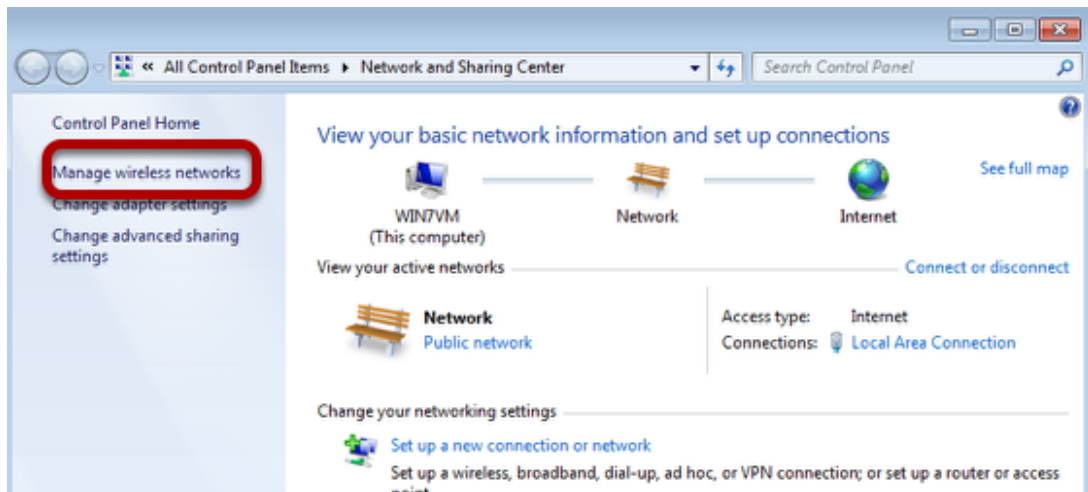 « All Control Panel Items ▸ Network and Sharing Center
Search Control Panel
Control Panel Home
Manage wireless networks
Change adapter settings
Change advanced sharing
settings
View your basic network information and set up connections
See full map
WIN7VM
(This computer)
Network
Internet
View your active networks
Connect or disconnect
Network
Public network
Access type: Internet
Connections: Local Area Connection
Change your networking settings
Set up a new connection or network
Set up a wireless, broadband, dial-up, ad hoc, or VPN connection; or set up a router or access
point.